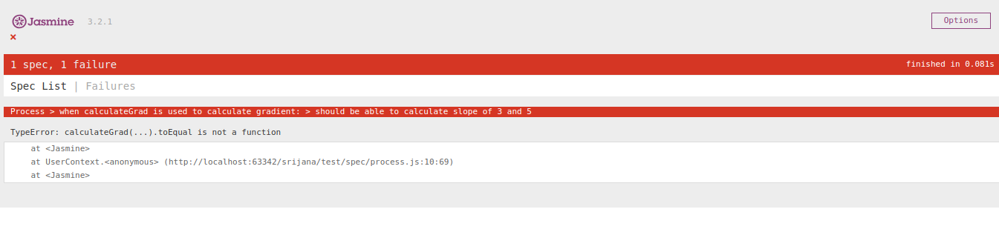 Jasmine 3.2.1 Options
×
1 spec, 1 failure finished in 0.081s
Spec List | Failures
Process > when calculateGrad is used to calculate gradient: > should be able to calculate slope of 3 and 5
TypeError: calculateGrad(...).toEqual is not a function
at <Jasmine>
at UserContext.<anonymous> (http://localhost:63342/srijana/test/spec/process.js:10:69)
at <Jasmine>